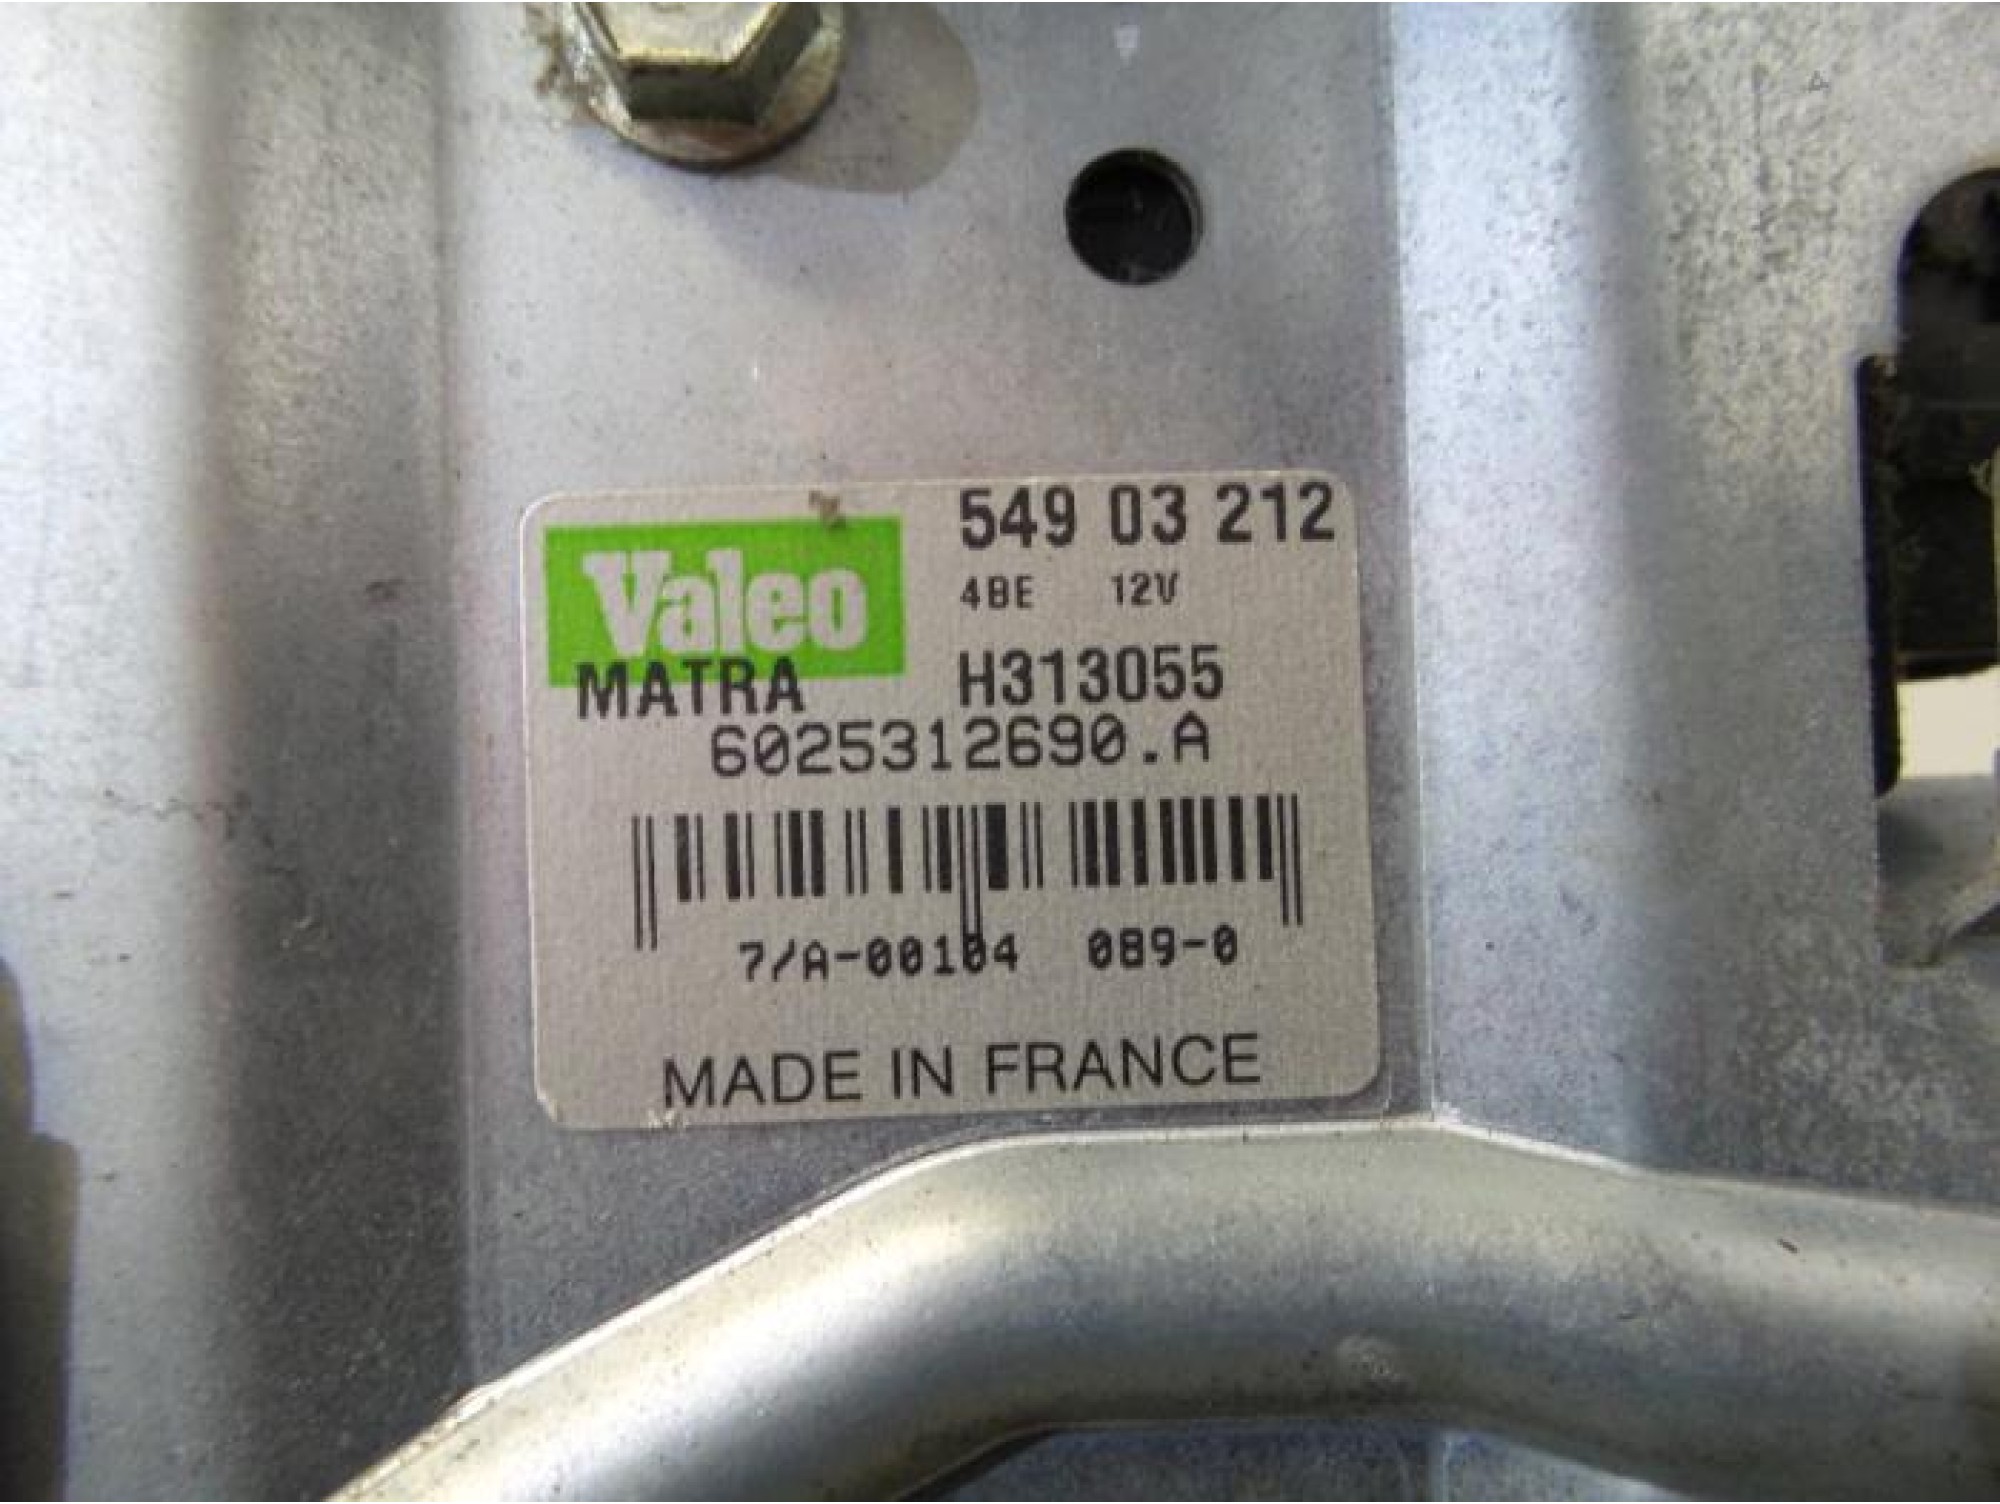 549 03 212
Valeo
4BE 12V
MATRA H313055
6025312690.A
7/A-00104 089-0
MADE IN FRANCE